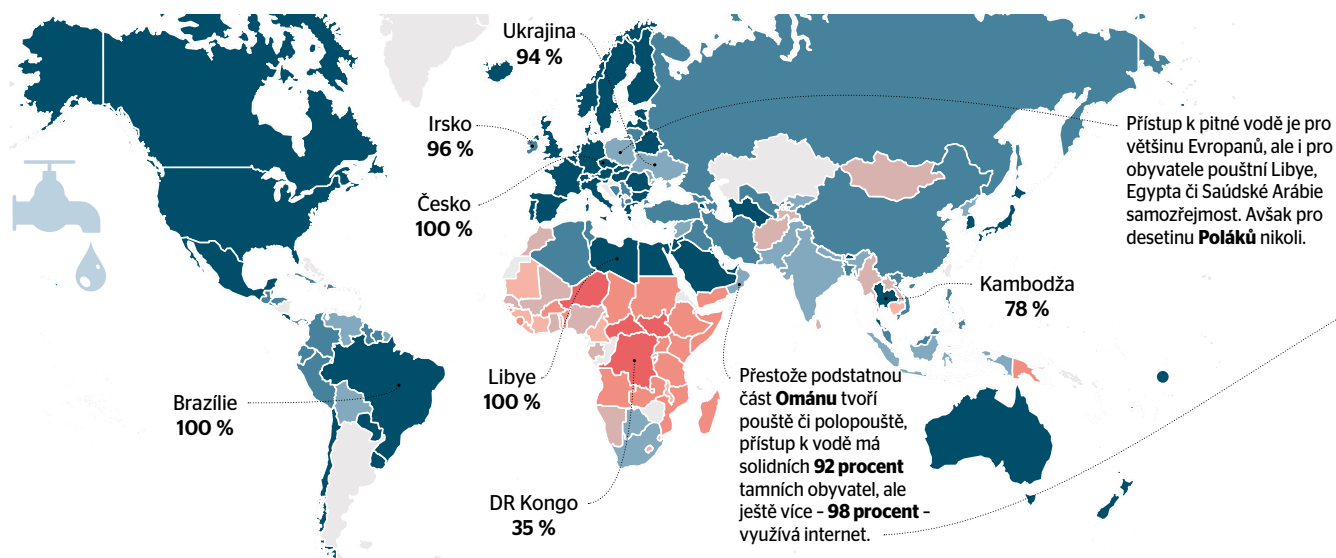 Ukrajina
94 %
Irsko
96 %
Česko
100 %
Přístup k pitné vodě je pro
většinu Evropanů, ale i pro
obyvatele pouštní Libye,
Egypta či Saúdské Arábie
samozřejmost. Avšak pro
desetinu Poláků nikoli.
Kambodža
78 %
Brazílie
100 %
Libye
100 %
DR Kongo
35 %
Přestože podstatnou
část Ománu tvoří
pouště či polopouště,
přístup k vodě má
solidních 92 procent
tamních obyvatel, ale
ještě více – 98 procent –
využívá internet.